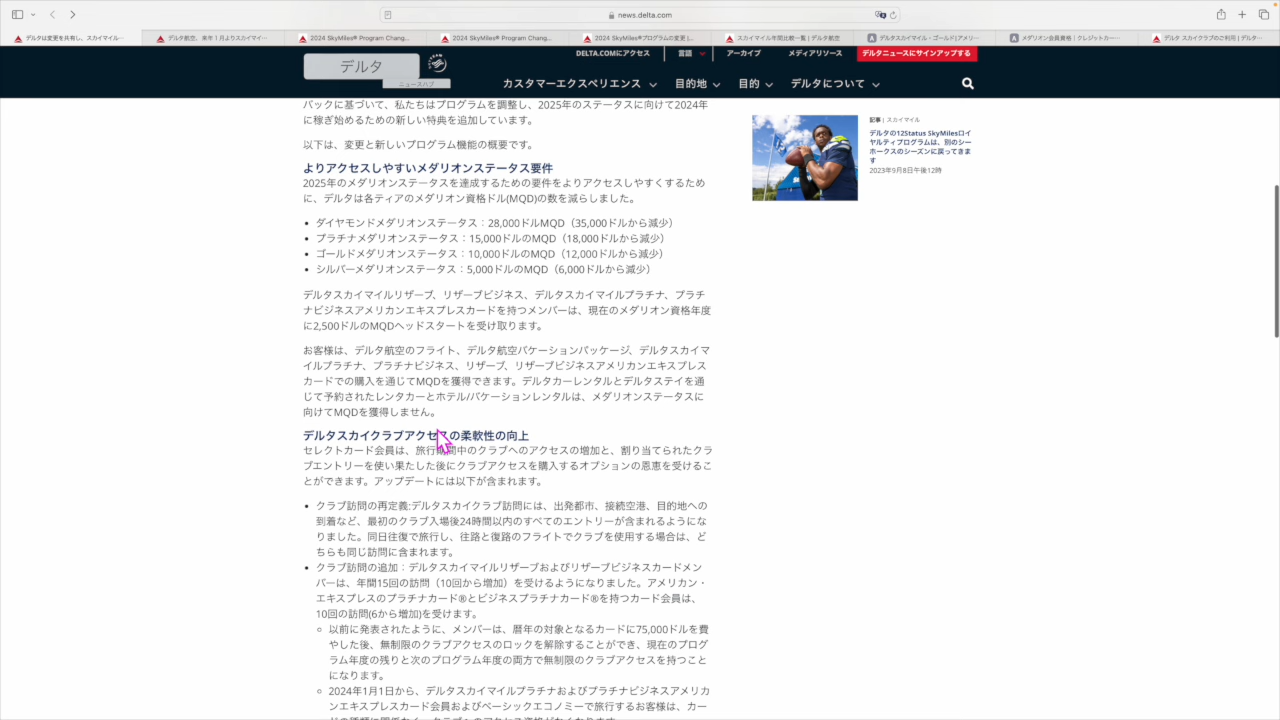 news.delta.com
デルタは変更を共有し、スカイマイル…
デルタ航空、来年1月よりスカイマイ…
2024 SkyMiles® Program Chang…
2024 SkyMiles® Program Chang…
2024 SkyMiles®プログラムの変更 |…
スカイマイル年間比較一覧 | デルタ航空
デルタスカイマイル・ゴールド|アメリ…
メダリオン会員資格 | クレジットカー…
デルタ スカイクラブのご利用 | デルタ…
デルタ
ニュースハブ
DELTA.COMにアクセス
言語
アーカイブ
メディアリソース
デルタニュースにサインアップする
カスタマーエクスペリエンス
目的地
目的
デルタについて
バックに基づいて、私たちはプログラムを調整し、2025年のステータスに向けて2024年
に稼ぎ始めるための新しい特典を追加しています。
以下は、変更と新しいプログラム機能の概要です。
よりアクセスしやすいメダリオンステータス要件
2025年のメダリオンステータスを達成するための要件をよりアクセスしやすくするため
に、デルタは各ティアのメダリオン資格ドル(MQD)の数を減らしました。
• ダイヤモンドメダリオンステータス：28,000ドルMQD（35,000ドルから減少）
• プラチナメダリオンステータス：15,000ドルのMQD（18,000ドルから減少）
• ゴールドメダリオンステータス：10,000ドルのMQD（12,000ドルから減少）
• シルバーメダリオンステータス：5,000ドルのMQD（6,000ドルから減少）
デルタスカイマイルリザーブ、リザーブビジネス、デルタスカイマイルプラチナ、プラチ
ナビジネスアメリカンエキスプレスカードを持つメンバーは、現在のメダリオン資格年度
に2,500ドルのMQDヘッドスタートを受け取ります。
お客様は、デルタ航空のフライト、デルタ航空バケーションパッケージ、デルタスカイマ
イルプラチナ、プラチナビジネス、リザーブ、リザーブビジネスアメリカンエキスプレス
カードでの購入を通じてMQDを獲得できます。デルタカーレンタルとデルタステイを通
じて予約されたレンタカーとホテル/バケーションレンタルは、メダリオンステータスに
向けてMQDを獲得しません。
デルタスカイクラブアクセスの柔軟性の向上
セレクトカード会員は、旅行期間中のクラブへのアクセスの増加と、割り当てられたクラ
ブエントリーを使い果たした後にクラブアクセスを購入するオプションの恩恵を受けるこ
とができます。アップデートには以下が含まれます。
• クラブ訪問の再定義:デルタスカイクラブ訪問には、出発都市、接続空港、目的地への
到着など、最初のクラブ入場後24時間以内のすべてのエントリーが含まれるようにな
りました。同日往復で旅行し、往路と復路のフライトでクラブを使用する場合は、ど
ちらも同じ訪問に含まれます。
• クラブ訪問の追加：デルタスカイマイルリザーブおよびリザーブビジネスカードメン
バーは、年間15回の訪問（10回から増加）を受けるようになりました。アメリカン・
エキスプレスのプラチナカード®とビジネスプラチナカード®を持つカード会員は、
10回の訪問(6から増加)を受けます。
◦ 以前に発表されたように、メンバーは、暦年の対象となるカードに75,000ドルを費
やした後、無制限のクラブアクセスのロックを解除することができ、現在のプログ
ラム年度の残りと次のプログラム年度の両方で無制限のクラブアクセスを持つこと
になります。
◦ 2024年1月1日から、デルタスカイマイルプラチナおよびプラチナビジネスアメリカ
ンエキスプレスカード会員およびベーシックエコノミーで旅行するお客様は、カー
記事 | スカイマイル
デルタの12Status SkyMilesロイ
ヤルティプログラムは、別のシー
ホークスのシーズンに戻ってきま
す
2023年9月8日午後12時